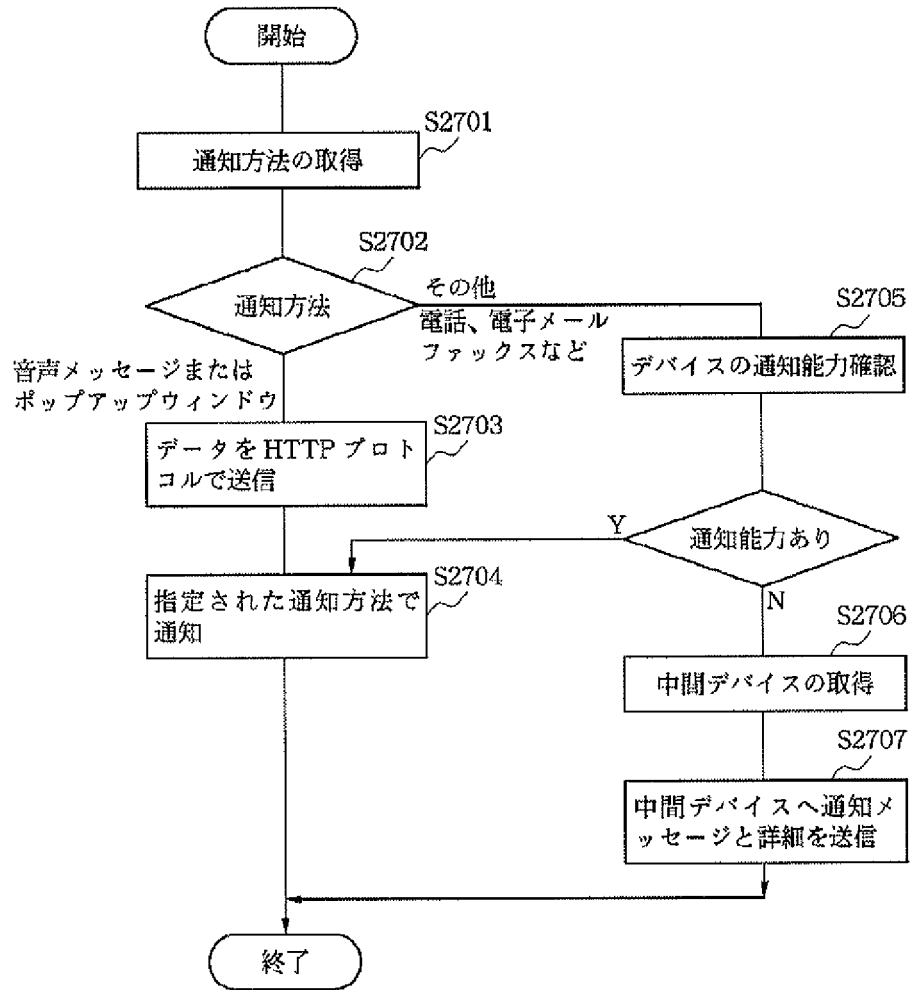 開始
S2701
通知方法の取得
S2702
通知方法
その他
電話、電子メール
ファックスなど
S2705
デバイスの通知能力確認
音声メッセージまたは
ポップアップウィンドウ
S2703
データをHTTPプロト
コルで送信
Y
通知能力あり
N
S2704
指定された通知方法で
通知
S2706
中間デバイスの取得
S2707
中間デバイスへ通知メ
ッセージと詳細を送信
終了